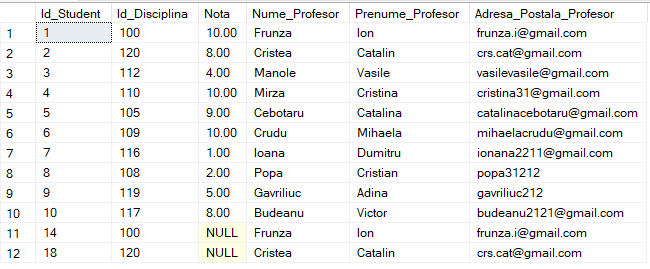 Id_Student Id_Disciplina Nota Nume_Profesor Prenume_Profesor Adresa_Postala_Profesor
1 1 100 10.00 Frunza Ion frunza.i@gmail.com
2 2 120 8.00 Cristea Catalin crs.cat@gmail.com
3 3 112 4.00 Manole Vasile vasilevasile@gmail.com
4 4 110 10.00 Mirza Cristina cristina31@gmail.com
5 5 105 9.00 Cebotaru Catalina catalinacebotaru@gmail.com
6 6 109 10.00 Crudu Mihaela mihaelacrudu@gmail.com
7 7 116 1.00 Ioana Dumitru ionana2211@gmail.com
8 8 108 2.00 Popa Cristian popa31212
9 9 119 5.00 Gavriliuc Adina gavriliuc212
10 10 117 8.00 Budeanu Victor budeanu2121@gmail.com
11 14 100 NULL Frunza Ion frunza.i@gmail.com
12 18 120 NULL Cristea Catalin crs.cat@gmail.com